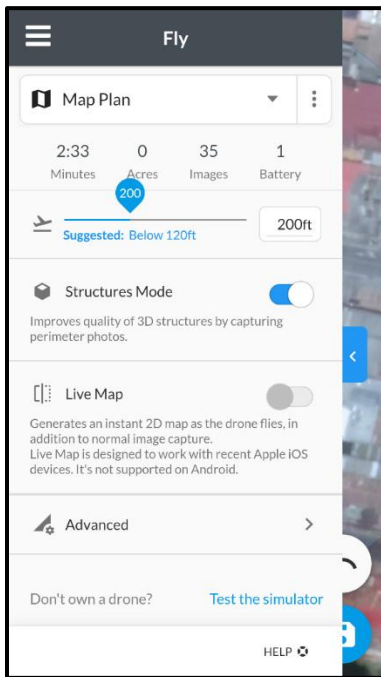 Fly
Map Plan
2:33 0 35 1
Minutes Acres Images Battery
200
200ft
Suggested: Below 120ft
Structures Mode
Improves quality of 3D structures by capturing
perimeter photos.
Live Map
Generates an instant 2D map as the drone flies, in
addition to normal image capture.
Live Map is designed to work with recent Apple iOS
devices. It's not supported on Android.
Advanced
Don't own a drone? Test the simulator
HELP